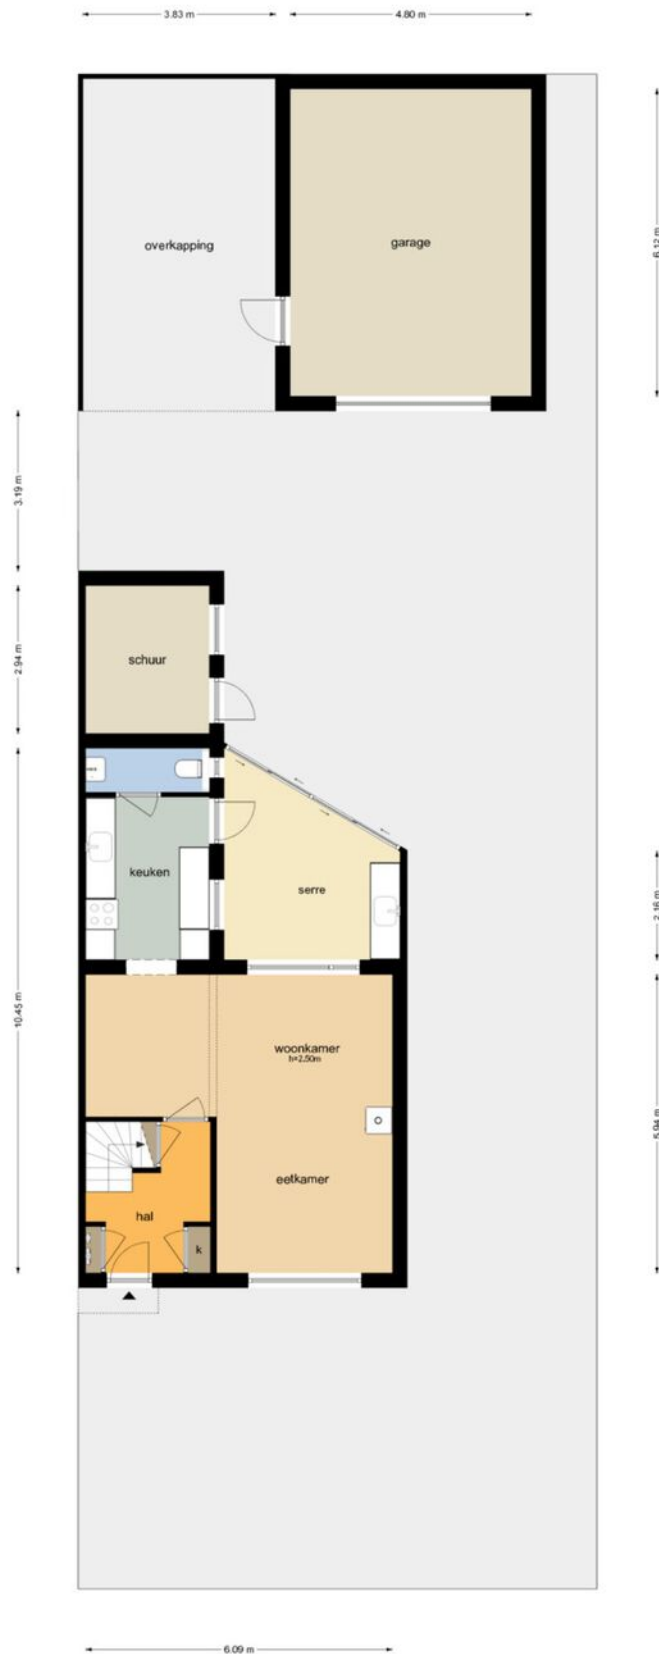 3.83 m
4.80 m
overkapping
garage
6.12 m
3.19 m
2.94 m
schuur
keuken
serre
2.16 m
10.45 m
woonkamer
h=2.50m
5.94 m
eetkamer
hal
k
6.09 m